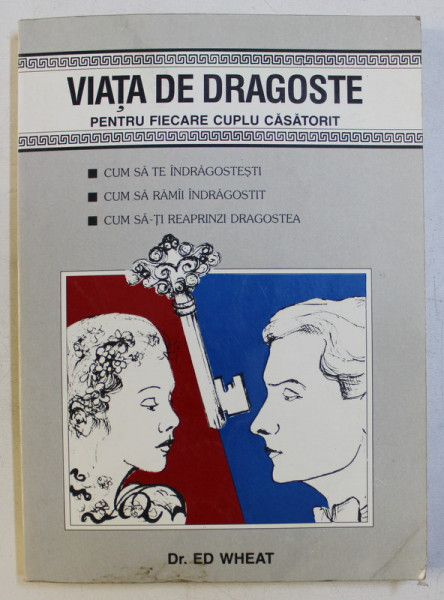 VIAȚA DE DRAGOSTE
PENTRU FIECARE CUPLU CĂSĂTORIT
CUM SĂ TE ÎNDRĂGOSTEȘTI
CUM SĂ RĂMÎI ÎNDRĂGOSTIT
CUM SĂ-ȚI REAPRINZI DRAGOSTEA
Dr. ED WHEAT